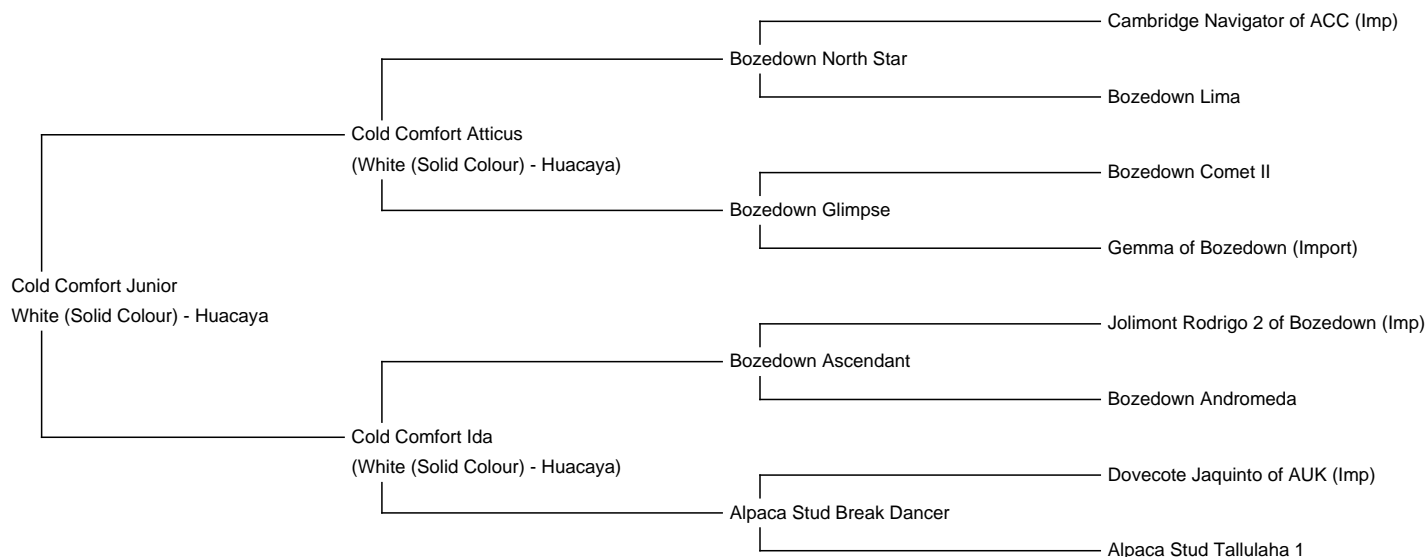 Cambridge Navigator of ACC (Imp)
Bozedown North Star
Bozedown Lima
Cold Comfort Atticus
(White (Solid Colour) - Huacaya)
Bozedown Comet II
Bozedown Glimpse
Gemma of Bozedown (Import)
Cold Comfort Junior
White (Solid Colour) - Huacaya
Jolimont Rodrigo 2 of Bozedown (Imp)
Bozedown Ascendant
Bozedown Andromeda
Cold Comfort Ida
(White (Solid Colour) - Huacaya)
Dovecote Jaquinto of AUK (Imp)
Alpaca Stud Break Dancer
Alpaca Stud Tallulaha 1